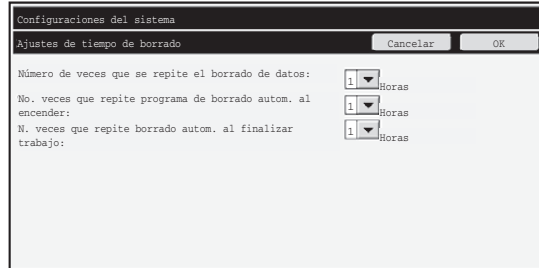 Configuraciones del sistema
Ajustes de tiempo de borrado Cancelar OK
Número de veces que se repite el borrado de datos: 1 Horas
No. veces que repite programa de borrado autom. al
encender: 1 Horas
N. veces que repite borrado autom. al finalizar
trabajo: 1 Horas